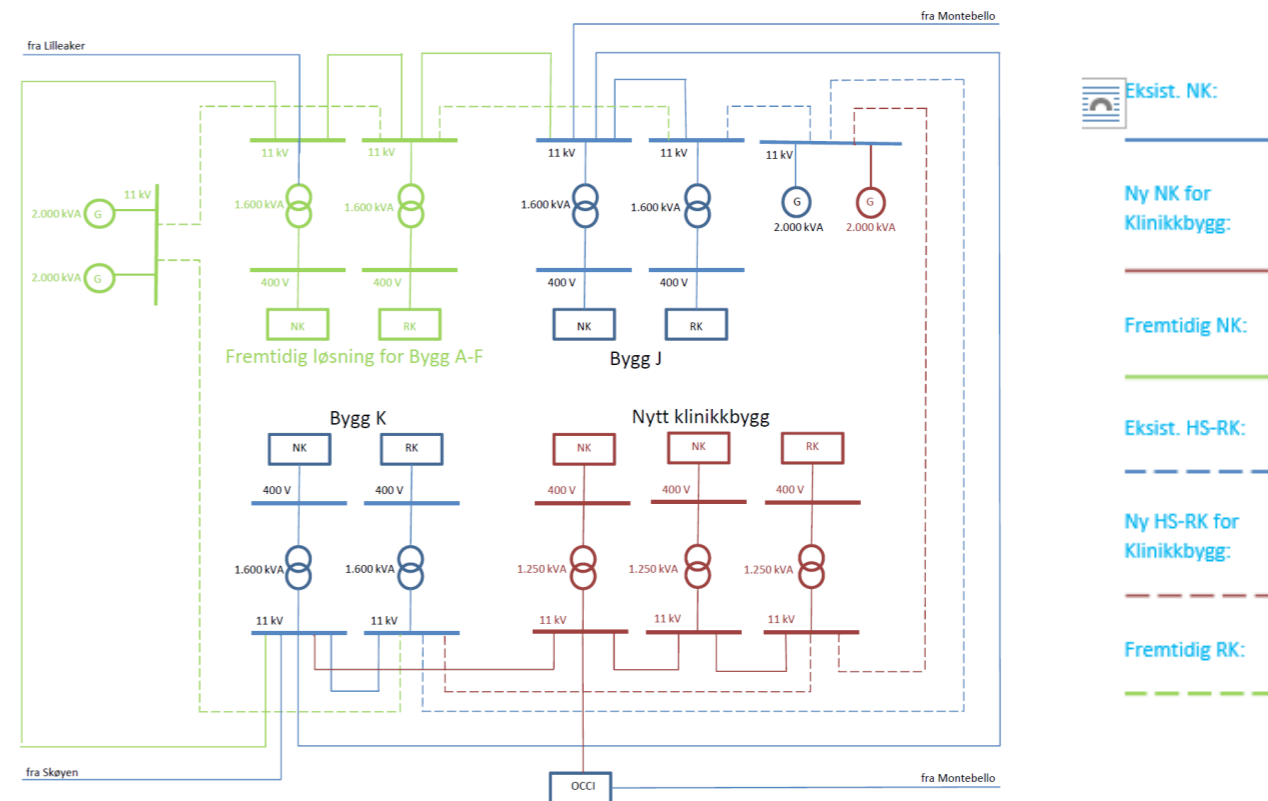 fra Montebello
fra Lilleaker
11 kV
11 kV
11 kV
11 kV
11 kV
11 kV
1.600 kVA
1.600 kVA
1.600 kVA
1.600 kVA
2.000 kVA
G
G
G
2.000 kVA
2.000 kVA
2.000 kVA
G
400 V
400 V
400 V
400 V
NK
RK
NK
RK
Fremtidig løsning for Bygg A-F
Bygg J
Bygg K
Nytt klinikkbygg
NK
RK
NK
NK
RK
400 V
400 V
400 V
400 V
400 V
1.600 kVA
1.600 kVA
1.250 kVA
1.250 kVA
1.250 kVA
11 kV
11 kV
11 kV
11 kV
11 kV
fra Skøyen
OCCI
fra Montebello
Eksist. NK:
Ny NK for
Klinikkbygg:
Fremtidig NK:
Eksist. HS-RK:
Ny HS-RK for
Klinikkbygg:
Fremtidig RK: